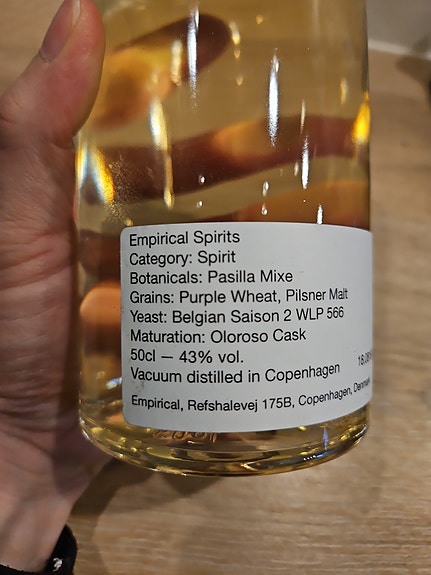 Empirical Spirits
Category: Spirit
Botanicals: Pasilla Mixe
Grains: Purple Wheat, Pilsner Malt
Yeast: Belgian Saison 2 WLP 566
Maturation: Oloroso Cask
50cl — 43% vol.
Vacuum distilled in Copenhagen
Empirical, Refshalevej 175B, Copenhagen,